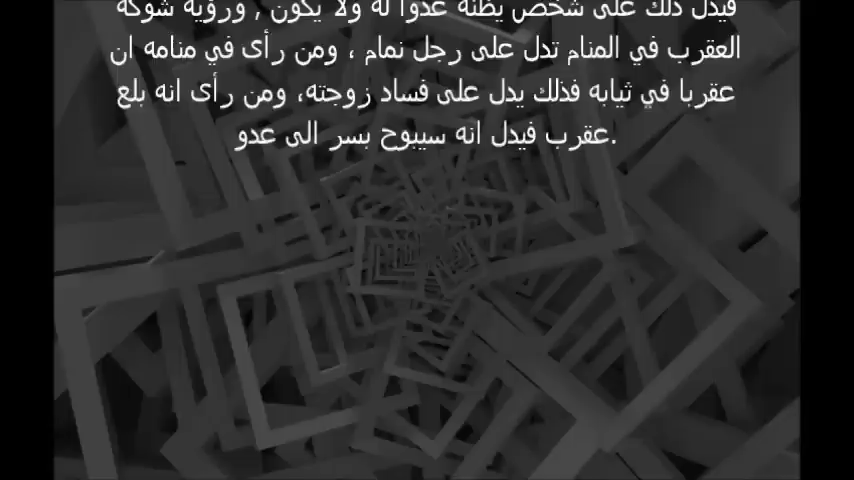 فيدل ذلك على شخص يظنه عدوا له ولا يكون , ورؤية شوكة
العقرب في المنام تدل على رجل نمام ، ومن رأى في منامه ان
عقربا في ثيابه فذلك يدل على فساد زوجته، ومن رأى انه بلع
عقرب فيدل انه سيبوح بسر الى عدو.